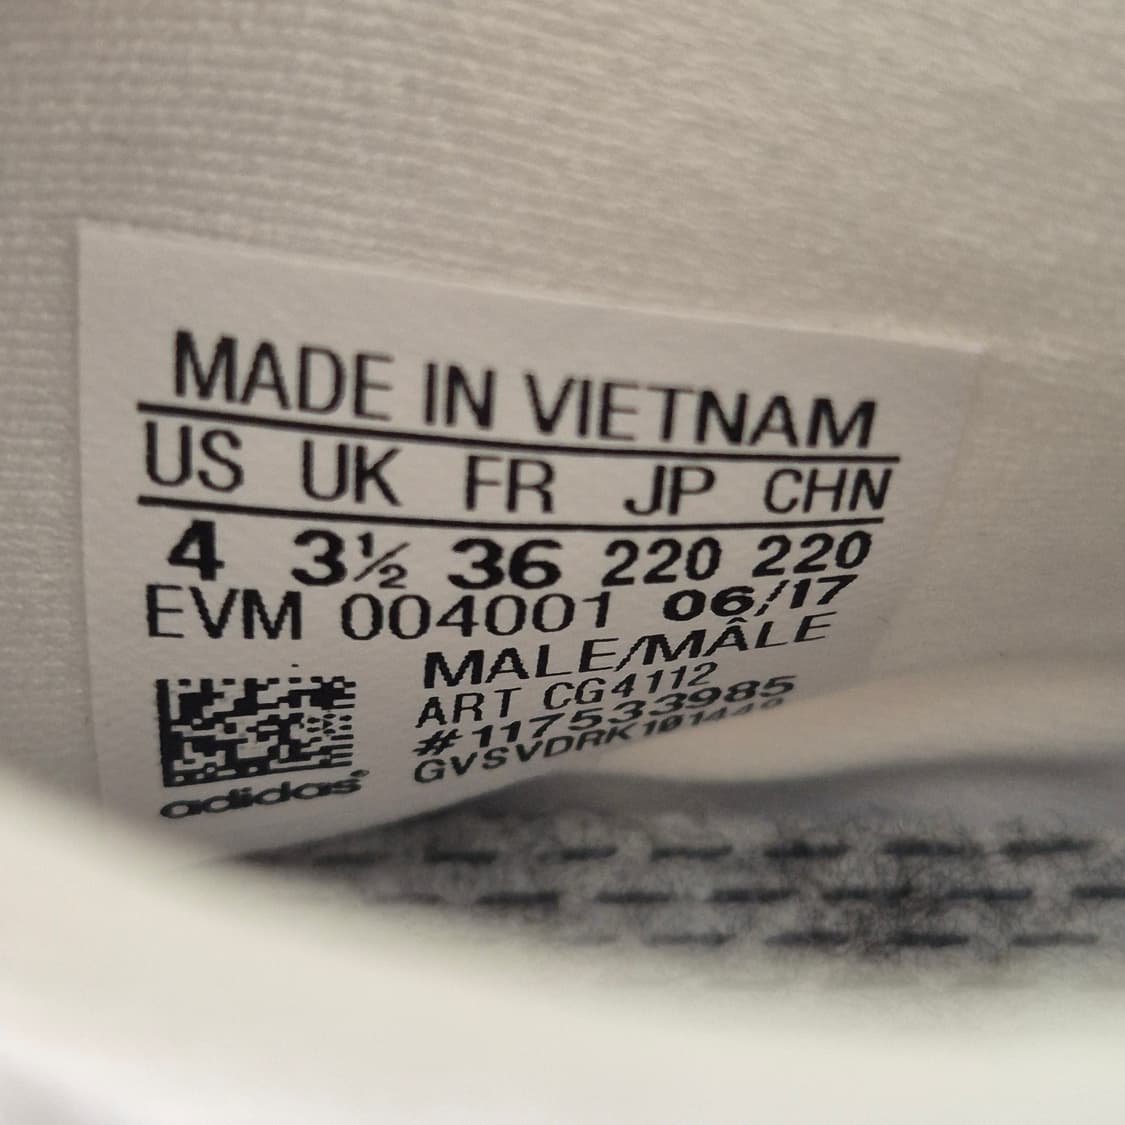 MADE IN VIETNAM
US UK FR JP CHN
4 3½ 36 220 220
EVM 004001 06/17
MALE/MÂLE
ART CG4112
#117533985
GVSVDRK101449
adidas®